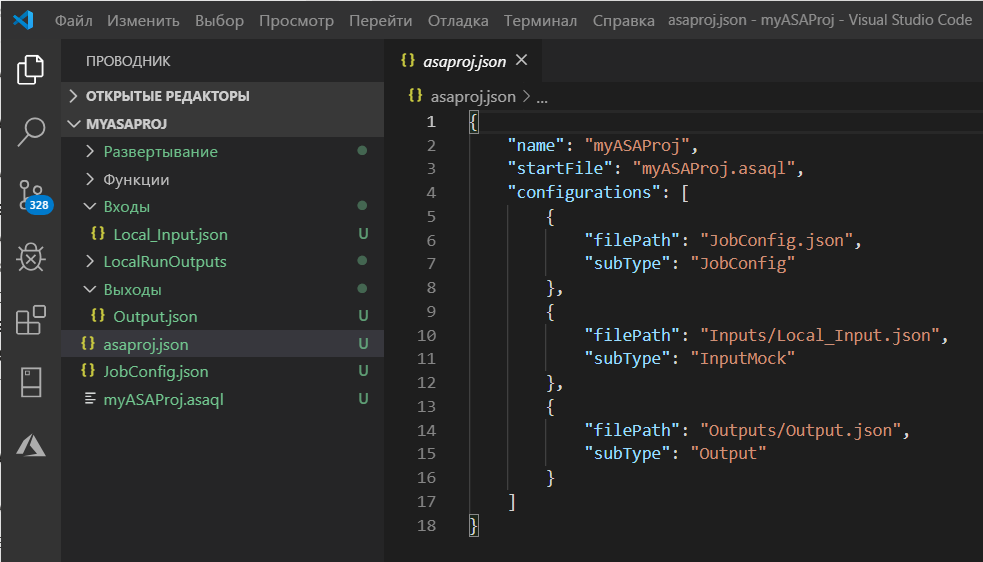 Файл Изменить Выбор Просмотр Перейти Отладка Терминал Справка asaproj.json - myASAProj - Visual Studio Code
ПРОВОДНИК
ОТКРЫТЫЕ РЕДАКТОРЫ
MYASAPROJ
Развертывание
Функции
Входы
{} Local_Input.json U
LocalRunOutputs
Выходы
{} Output.json U
{} asaproj.json U
{} JobConfig.json U
myASAProj.asaql U
328
{} asaproj.json ×
{} asaproj.json > ...
1 {
2 "name": "myASAProj",
3 "startFile": "myASAProj.asaql",
4 "configurations": [
5 {
6 "filePath": "JobConfig.json",
7 "subType": "JobConfig"
8 },
9 {
10 "filePath": "Inputs/Local_Input.json",
11 "subType": "InputMock"
12 },
13 {
14 "filePath": "Outputs/Output.json",
15 "subType": "Output"
16 }
17 ]
18 }